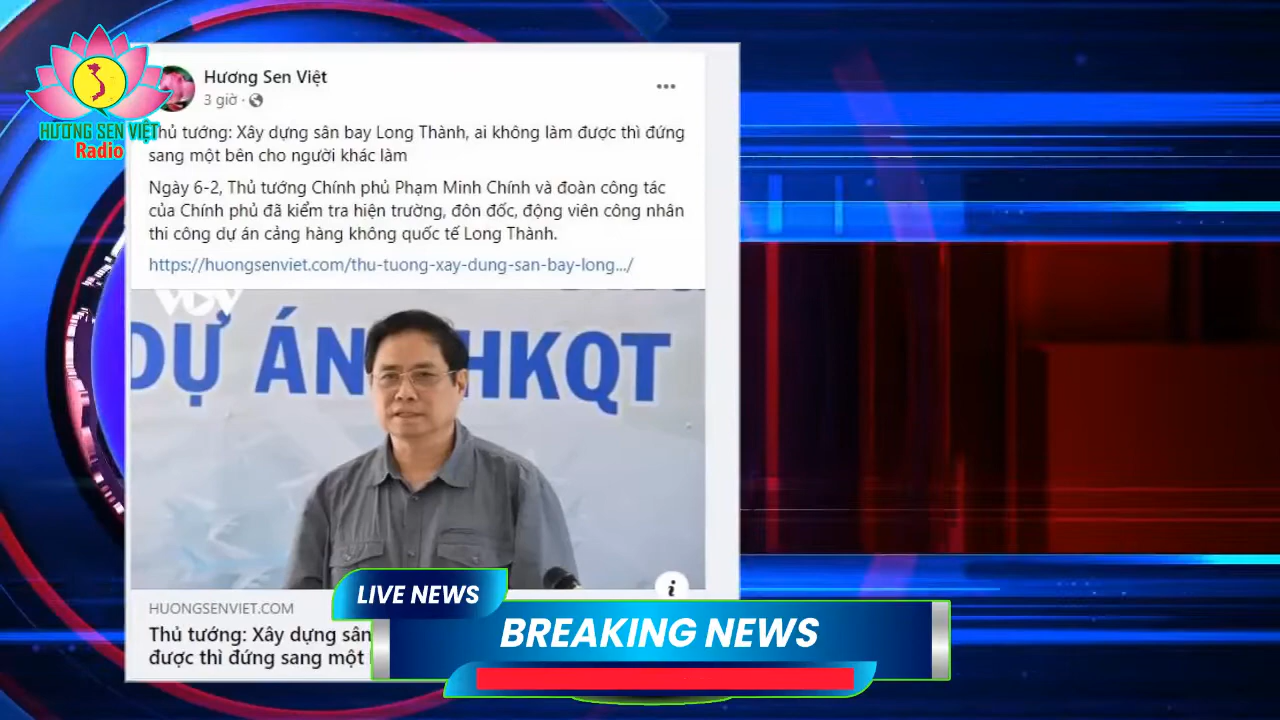 HƯƠNG SEN VIỆT
Radio
Hương Sen Việt
3 giờ ·
Thủ tướng: Xây dựng sân bay Long Thành, ai không làm được thì đứng
sang một bên cho người khác làm
Ngày 6-2, Thủ tướng Chính phủ Phạm Minh Chính và đoàn công tác
của Chính phủ đã kiểm tra hiện trường, đôn đốc, động viên công nhân
thi công dự án cảng hàng không quốc tế Long Thành.
https://huongsenviet.com/thu-tuong-xay-dung-san-bay-long.../
VOV
DỰ ÁN HKQT
HUONGSENVIET.COM
Thủ tướng: Xây dựng sân
được thì đứng sang một
LIVE NEWS
BREAKING NEWS